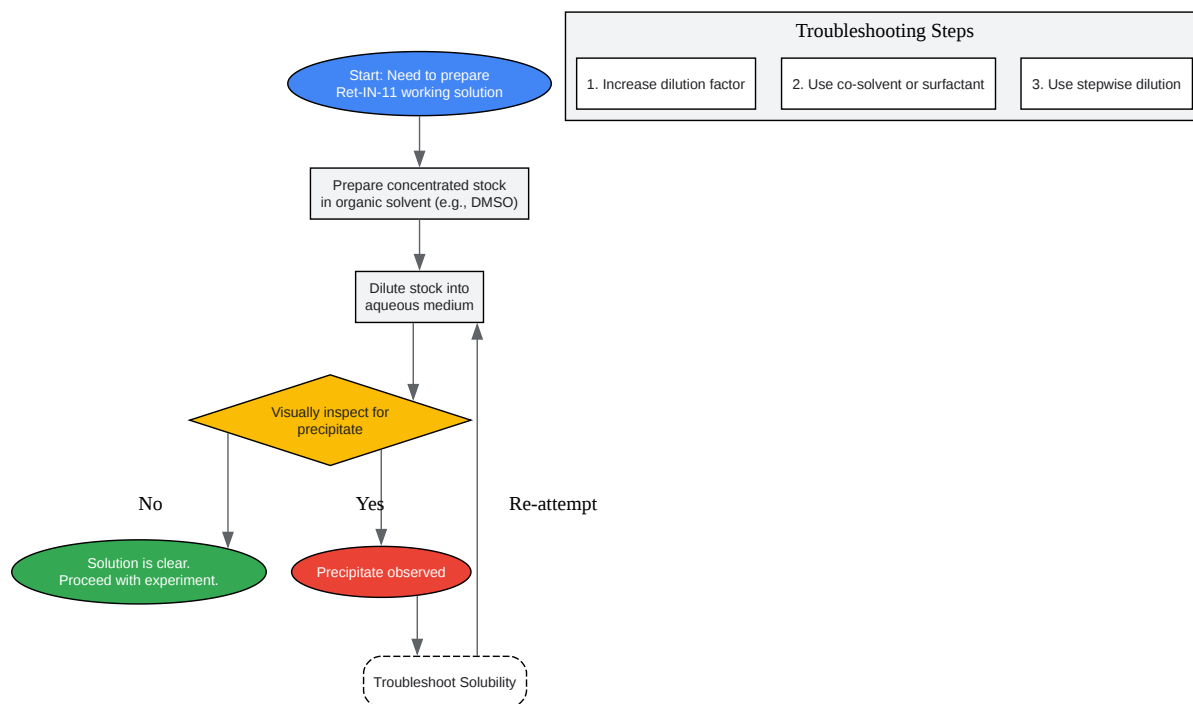 Start: Need to prepare
Ret-IN-11 working solution
Prepare concentrated stock
in organic solvent (e.g., DMSO)
Dilute stock into
aqueous medium
Visually inspect for
precipitate
No
Yes
Re-attempt
Solution is clear.
Proceed with experiment.
Precipitate observed
Troubleshoot Solubility
Troubleshooting Steps
1. Increase dilution factor
2. Use co-solvent or surfactant
3. Use stepwise dilution